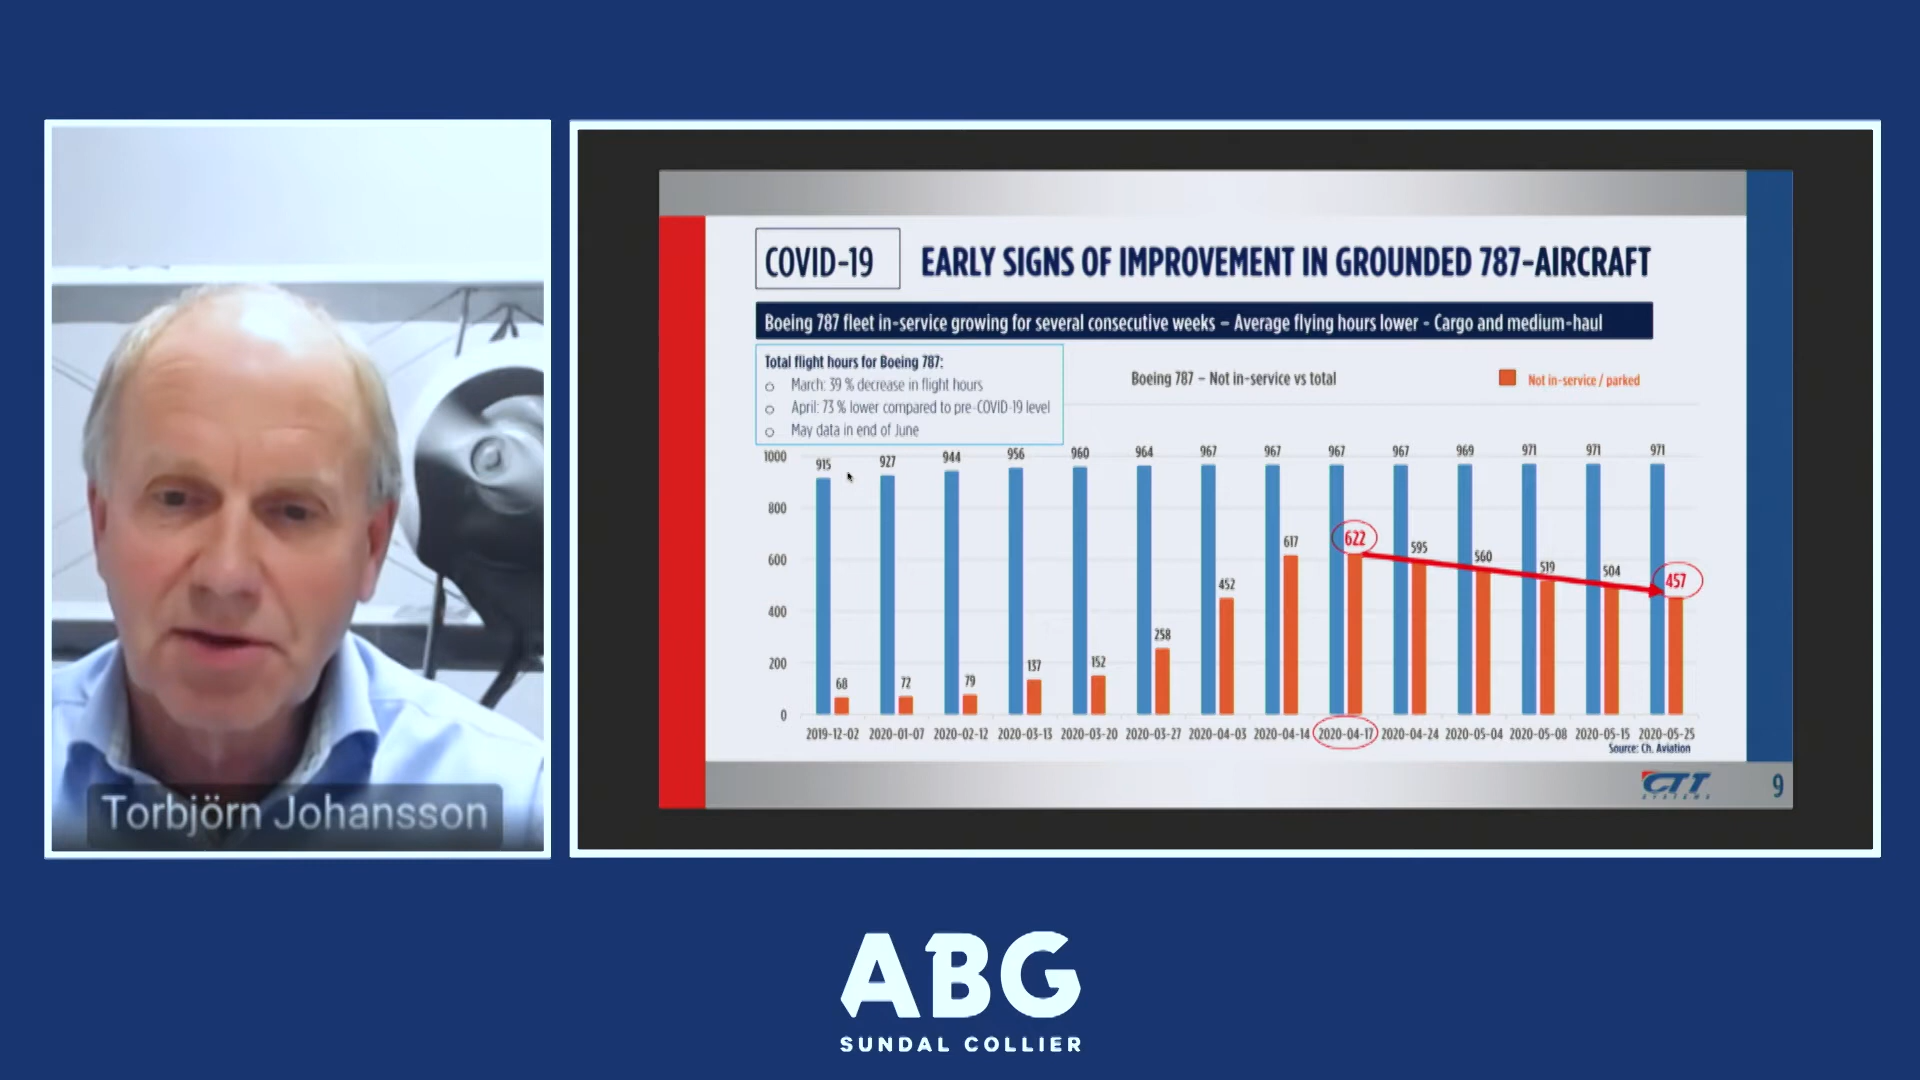 COVID-19
EARLY SIGNS OF IMPROVEMENT IN GROUNDED 787-AIRCRAFT
Boeing 787 fleet in-service growing for several consecutive weeks – Average flying hours lower - Cargo and medium-haul
Total flight hours for Boeing 787:
March: 39 % decrease in flight hours
April: 73 % lower compared to pre-COVID-19 level
May data in end of June
Boeing 787 – Not in-service vs total
Not in-service / parked
1000
800
600
400
200
0
915 927 944 956 960 964 967 967 967 967 969 971 971 971
68 72 79 137 152 258 452 617 622 595 560 519 504 457
2019-12-02 2020-01-07 2020-02-12 2020-03-13 2020-03-20 2020-03-27 2020-04-03 2020-04-14 2020-04-17 2020-04-24 2020-05-04 2020-05-08 2020-05-15 2020-05-25
Source: Ch. Aviation
CTT
SYSTEMS
9
Torbjörn Johansson
ABG
SUNDAL COLLIER